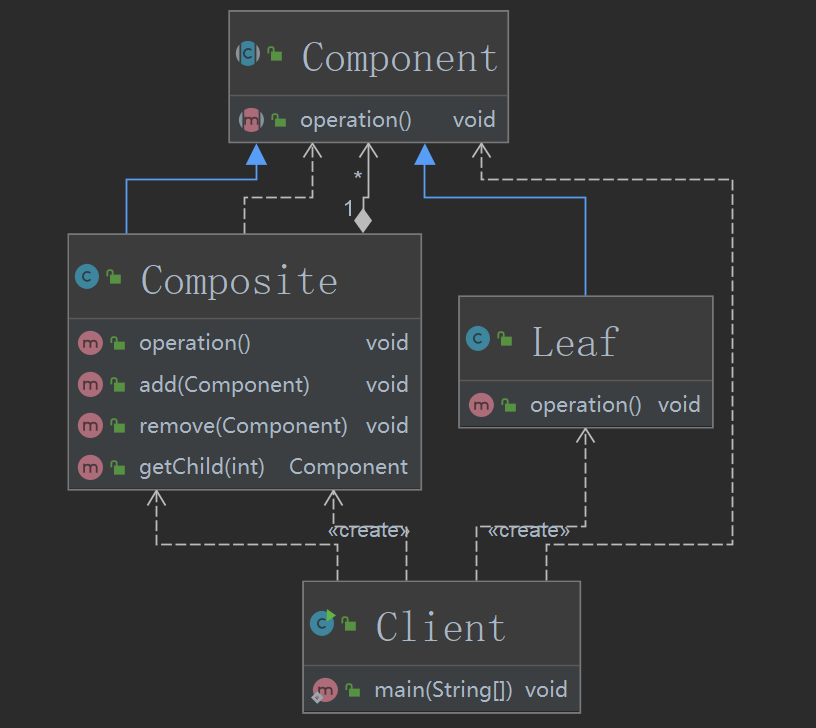 Component
operation() void
*
1
Composite
operation() void
add(Component) void
remove(Component) void
getChild(int) Component
Leaf
operation() void
«create»
«create»
Client
main(String[]) void